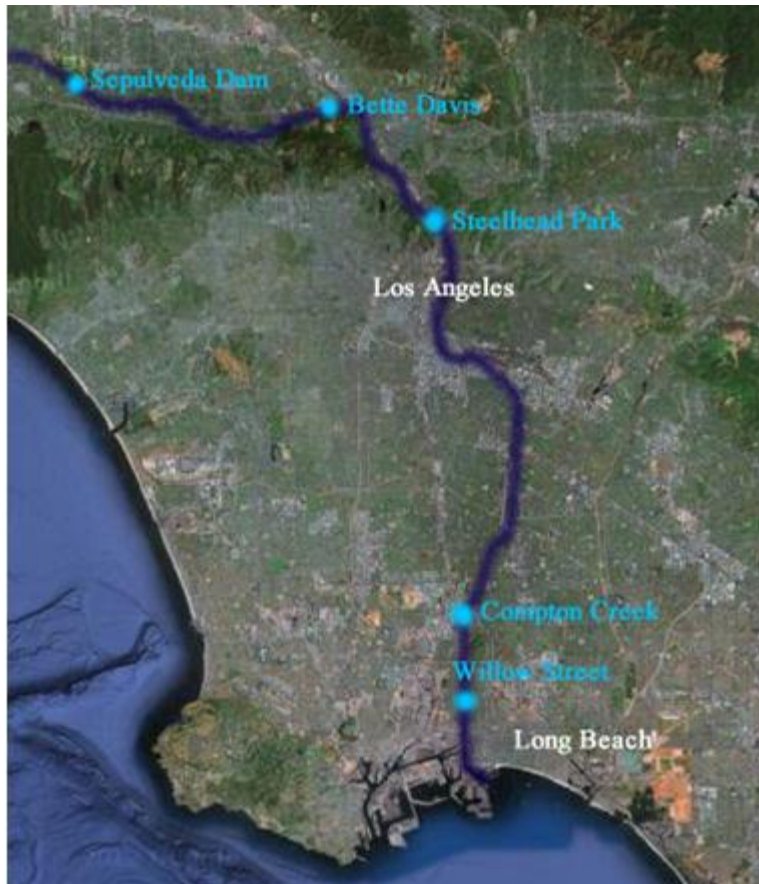 Sepulveda Dam
Bette Davis
Steelhead Park
Los Angeles
Compton Creek
Willow Street
Long Beach